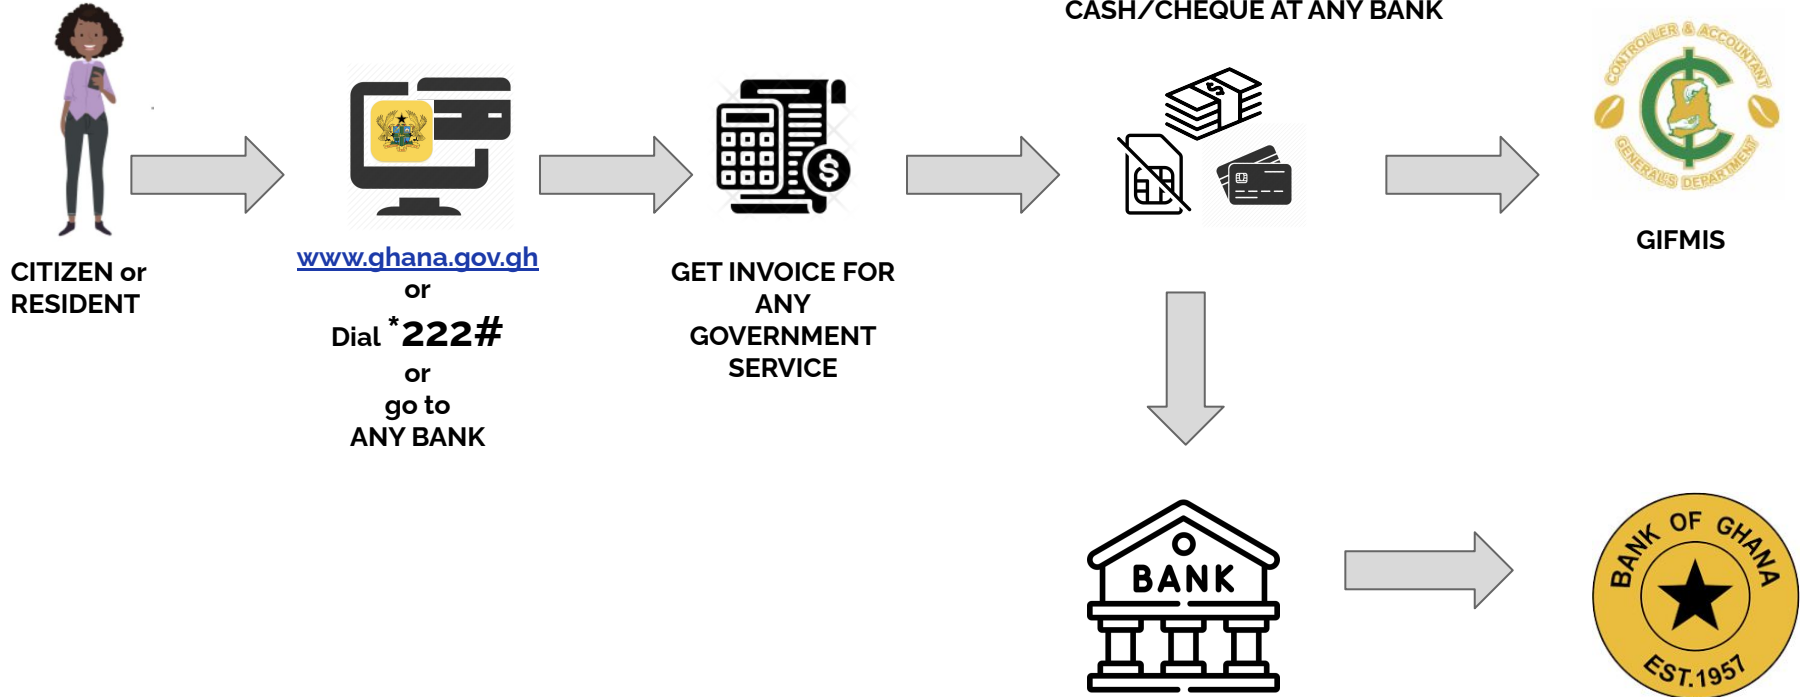 CASH/CHEQUE AT ANY BANK
CONTROLLER & ACCOUNTANT
GENERAL'S DEPARTMENT
GIFMIS
CITIZEN or
RESIDENT
www.ghana.gov.gh
or
Dial *222#
or
go to
ANY BANK
GET INVOICE FOR
ANY
GOVERNMENT
SERVICE
$
$
BANK
BANK OF GHANA
EST.1957